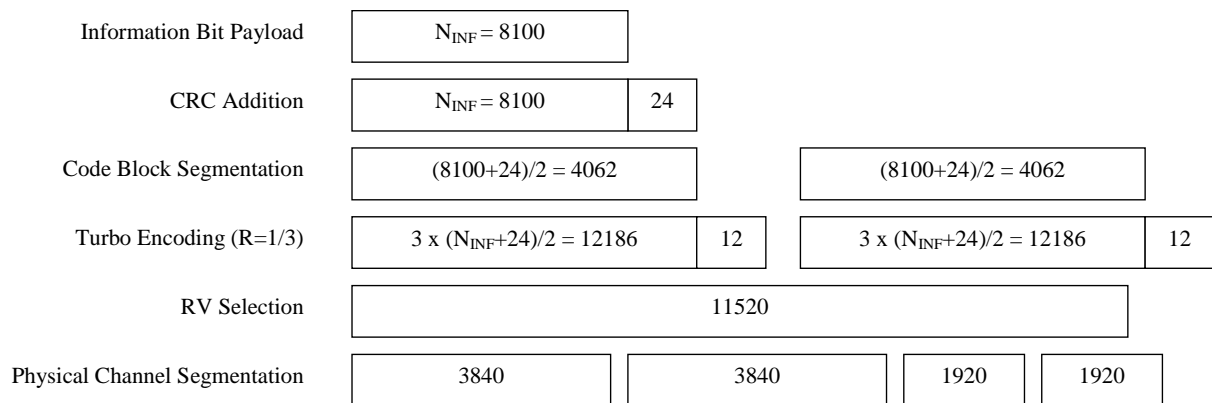 Information Bit Payload N_INF = 8100
CRC Addition N_INF = 8100 24
Code Block Segmentation (8100+24)/2 = 4062 (8100+24)/2 = 4062
Turbo Encoding (R=1/3) 3 x (N_INF+24)/2 = 12186 12 3 x (N_INF+24)/2 = 12186 12
RV Selection 11520
Physical Channel Segmentation 3840 3840 1920 1920